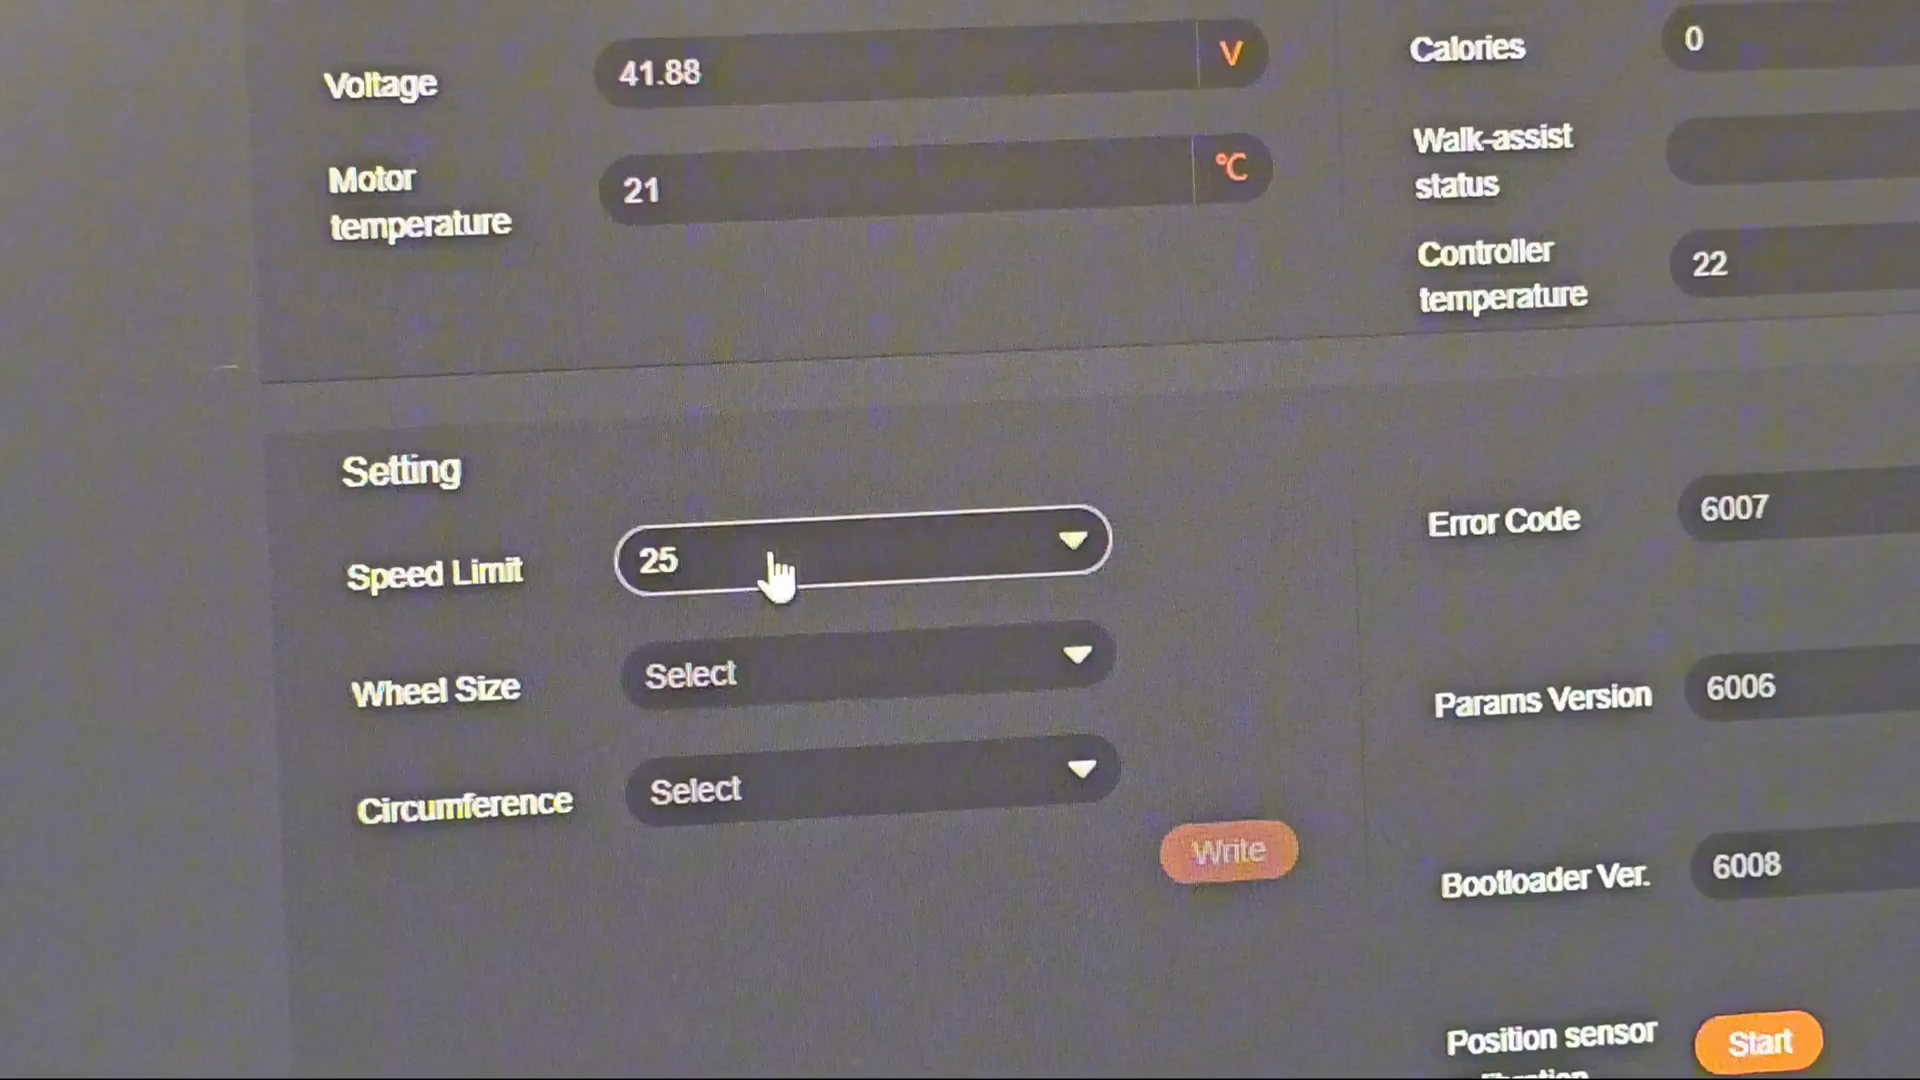 Voltage
41.88
V
Motor
temperature
21
°C
Calories
0
Walk-assist
status
Controller
temperature
22
Setting
Speed Limit
25
Wheel Size
Select
Circumference
Select
Write
Error Code
6007
Params Version
6006
Bootloader Ver.
6008
Position sensor
Start